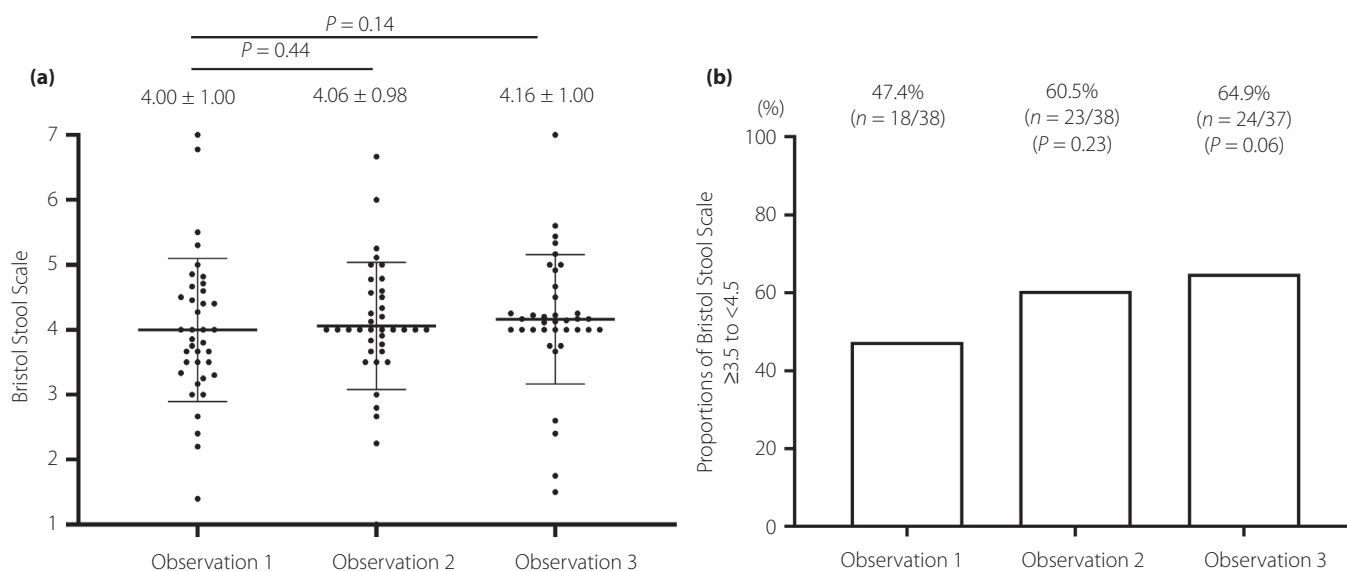 P = 0.14
P = 0.44
(a)
4.00 ± 1.00
4.06 ± 0.98
4.16 ± 1.00
Bristol Stool Scale
7
6
5
4
3
2
1
Observation 1
Observation 2
Observation 3
(b)
47.4%
(n = 18/38)
60.5%
(n = 23/38)
(P = 0.23)
64.9%
(n = 24/37)
(P = 0.06)
(%)
Proportions of Bristol Stool Scale
≥3.5 to <4.5
100
80
60
40
20
0
Observation 1
Observation 2
Observation 3